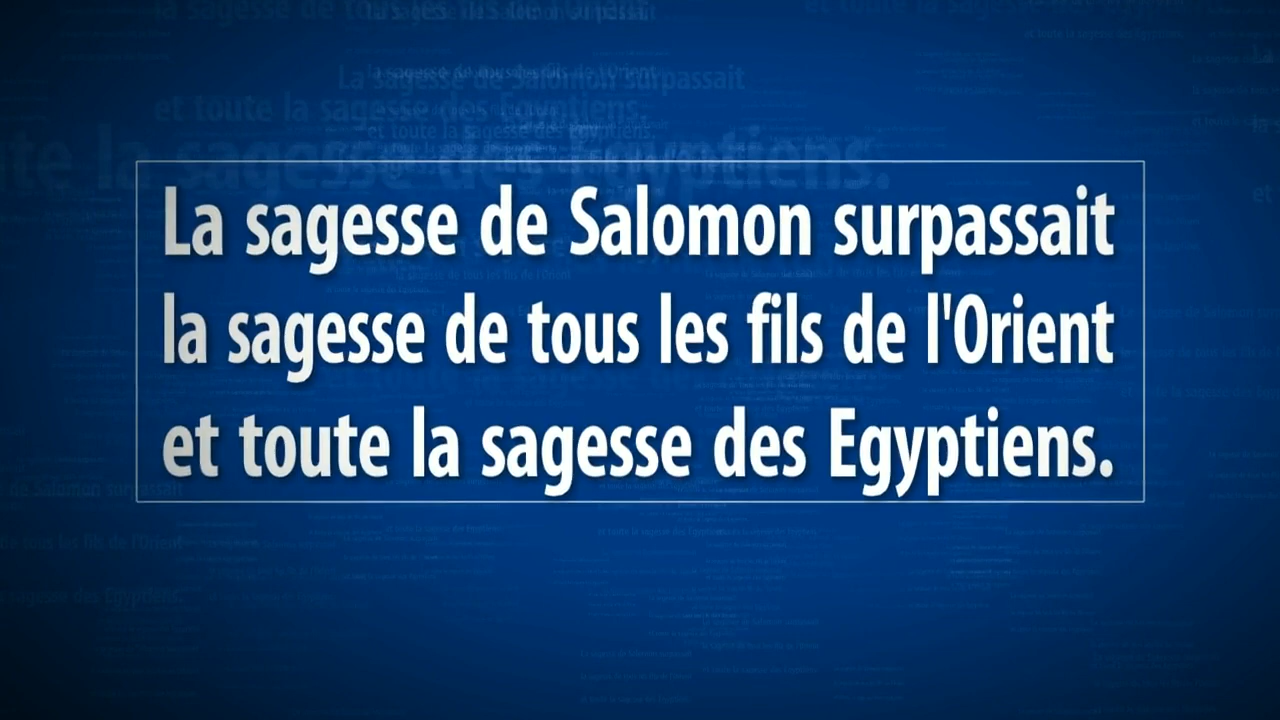 La sagesse de Salomon surpassait
la sagesse de tous les fils de l'Orient
et toute la sagesse des Egyptiens.